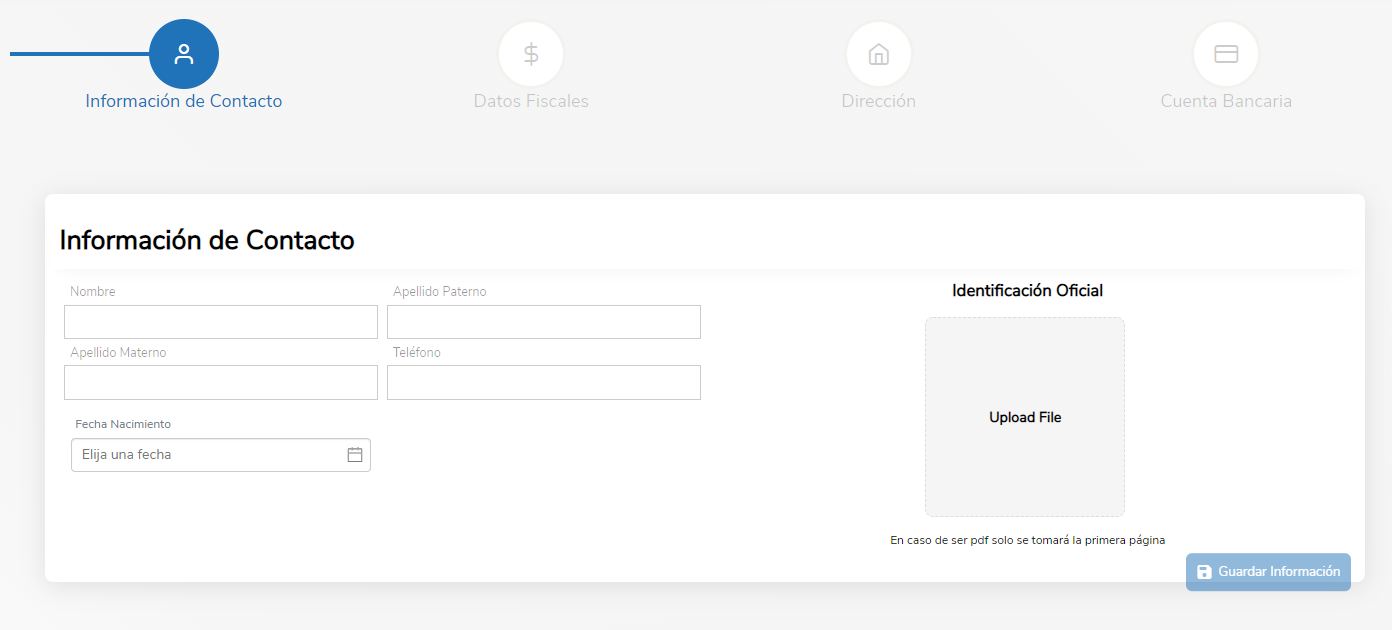 Información de Contacto
Datos Fiscales
Dirección
Cuenta Bancaria
Información de Contacto
Nombre
Apellido Paterno
Apellido Materno
Teléfono
Fecha Nacimiento
Elija una fecha
Identificación Oficial
Upload File
En caso de ser pdf solo se tomará la primera página
Guardar Información